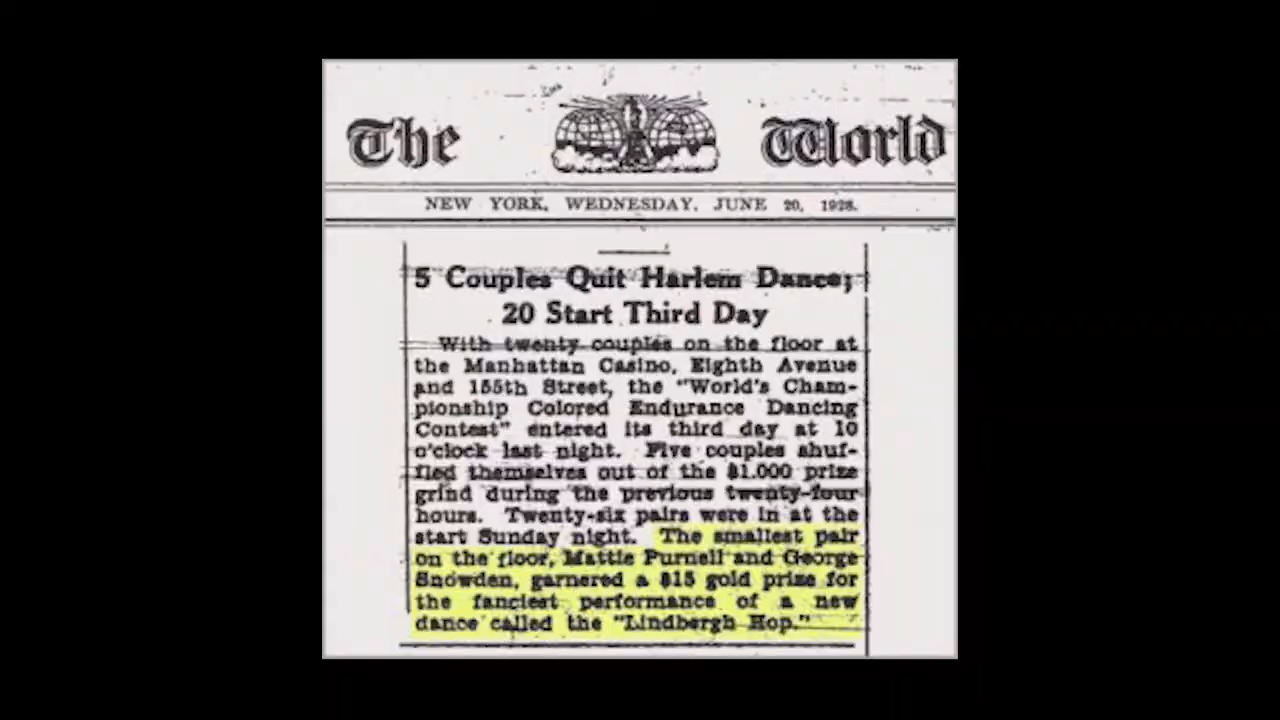 The World
NEW YORK, WEDNESDAY, JUNE 20, 1928.
5 Couples Quit Harlem Dance;
20 Start Third Day
With twenty couples on the floor at
the Manhattan Casino, Eighth Avenue
and 155th Street, the "World's Cham-
pionship Colored Endurance Dancing
Contest" entered its third day at 10
o'clock last night. Five couples shuf-
fled themselves out of the $1,000 prize
grind during the previous twenty-four
hours. Twenty-six pairs were in at the
start Sunday night. The smallest pair
on the floor, Mattie Purnell and George
Snowden, garnered a $15 gold prize for
the fanciest performance of a new
dance called the "Lindbergh Hop."